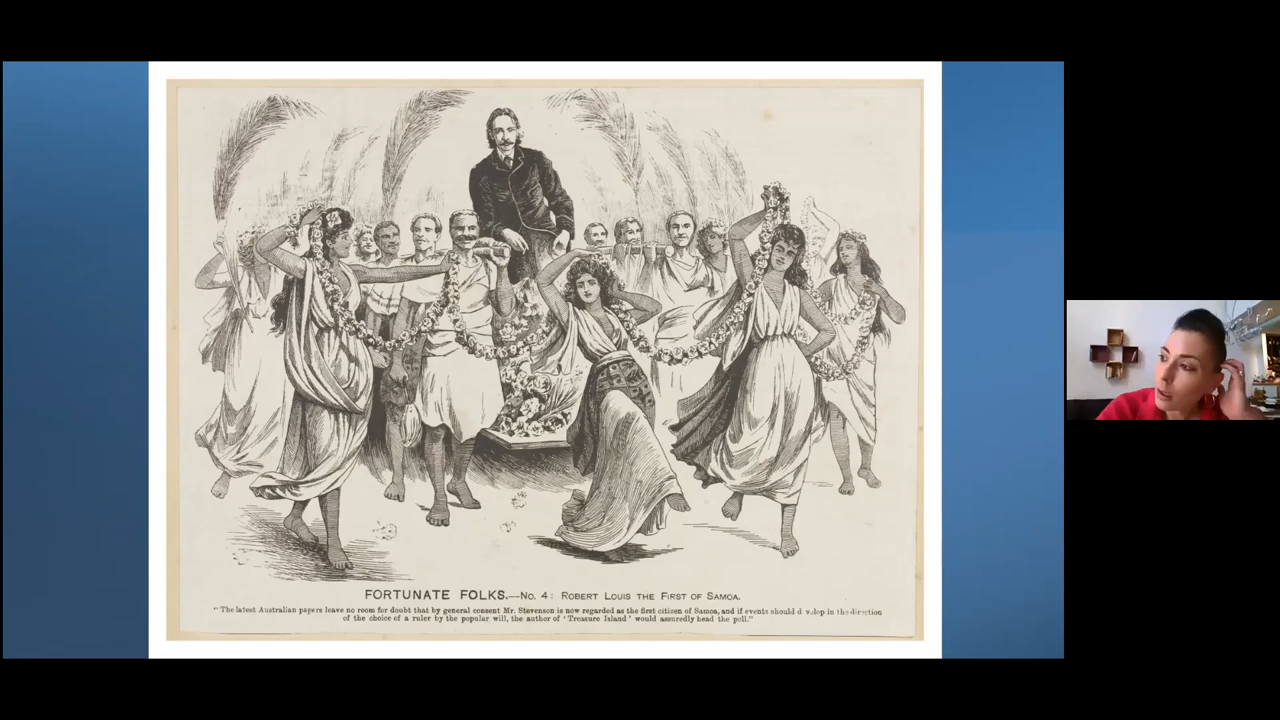 FORTUNATE FOLKS.—No. 4: Robert Louis the First of Samoa.
"The latest Australian papers leave no room for doubt that by general consent Mr. Stevenson is now regarded as the first citizen of Samoa, and if events should develop in the direction
of the choice of a ruler by the popular will, the author of 'Treasure Island' would assuredly head the poll."